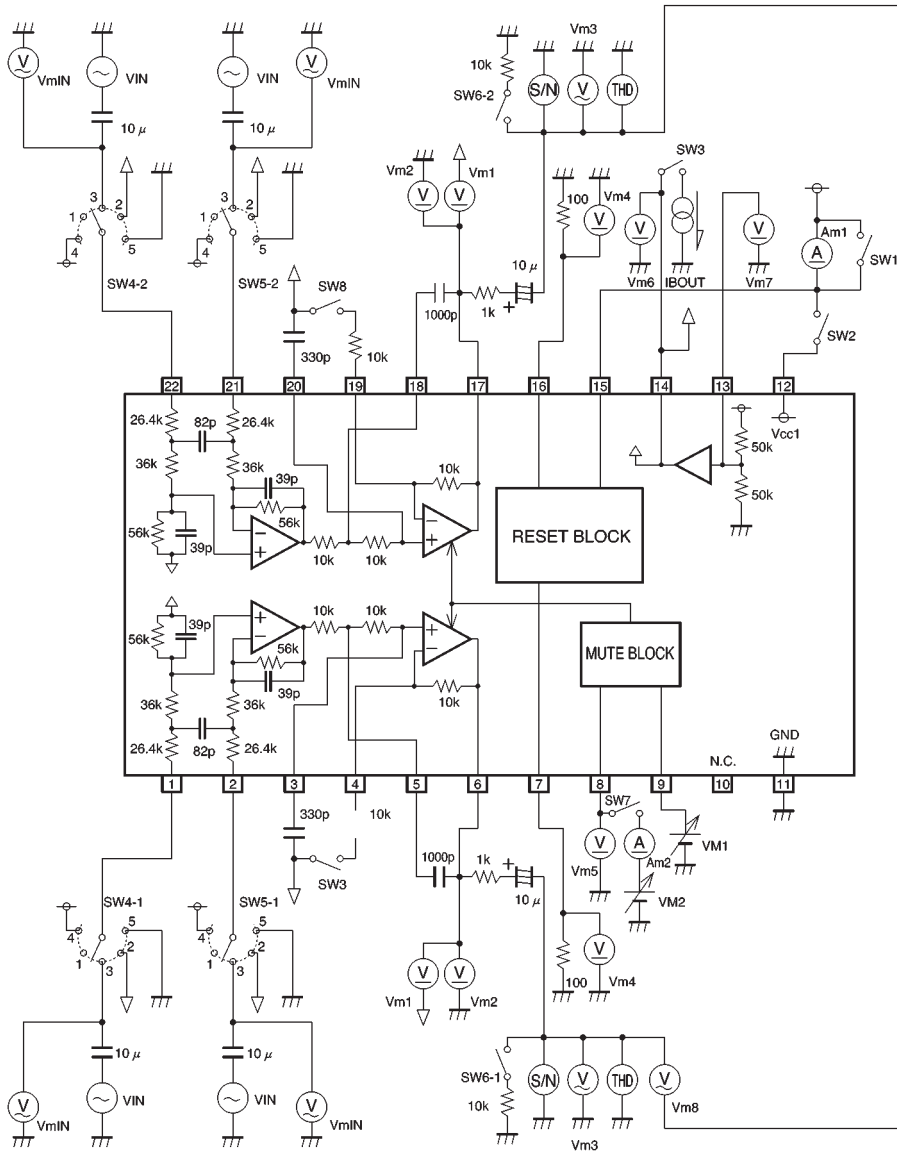 Vm3
10k
SW6-2
S/N
V
THD
V
VmIN
VIN
10 μ
VIN
10 μ
V
VmIN
SW3
3
2
1
4
5
SW4-2
3
2
1
4
5
SW5-2
Vm2
Vm1
V
V
100
Vm4
V
V
Vm6
IBOUT
V
Vm7
Am1
A
SW1
SW2
SW8
330p
10k
1000p
1k
+
10 μ
22
21
20
19
18
17
16
15
14
13
12
26.4k
82p
26.4k
36k
36k
39p
56k
56k
39p
−
+
10k
10k
10k
−
+
RESET BLOCK
Vcc1
50k
50k
56k
39p
+
−
10k
10k
10k
+
−
56k
39p
36k
36k
82p
26.4k
26.4k
MUTE BLOCK
N.C.
GND
1
2
3
4
5
6
7
8
9
10
11
330p
10k
SW3
1000p
1k
+
10 μ
SW7
V
Vm5
A
Am2
VM1
VM2
SW4-1
4
1
3
2
5
SW5-1
4
1
3
2
5
V
Vm1
V
Vm2
100
V
Vm4
10 μ
VIN
V
VmIN
10 μ
VIN
V
VmIN
SW6-1
10k
S/N
V
Vm3
THD
V
Vm8